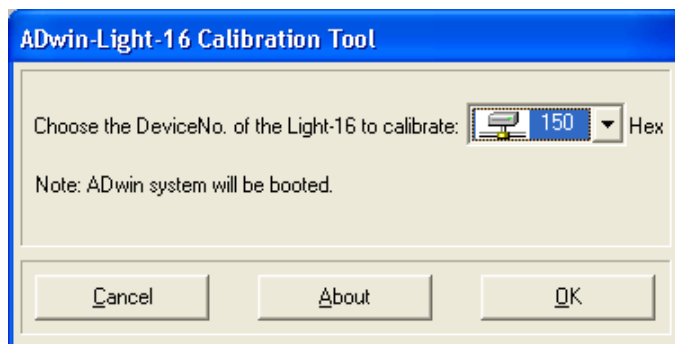 ADwin-Light-16 Calibration Tool
Choose the DeviceNo. of the Light-16 to calibrate: 150 Hex
Note: ADwin system will be booted.
Cancel About OK